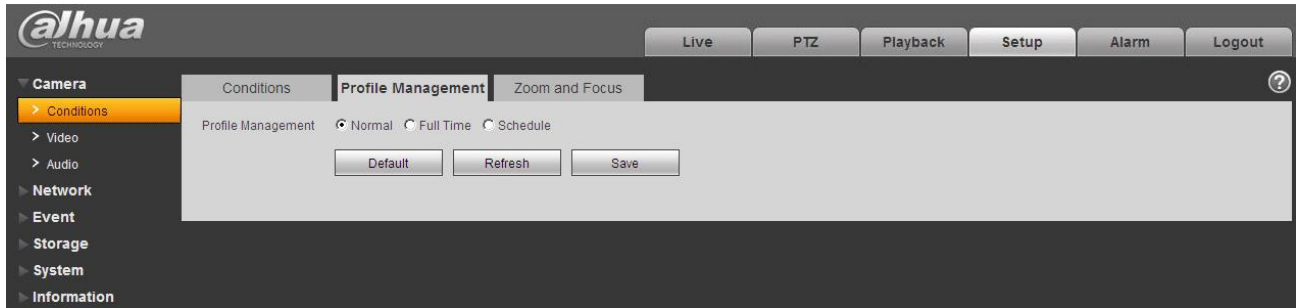 alhua
TECHNOLOGY
Live PTZ Playback Setup Alarm Logout
Camera
Conditions Profile Management Zoom and Focus ?
> Conditions
Profile Management Normal Full Time Schedule
> Video
Default Refresh Save
> Audio
Network
Event
Storage
System
Information